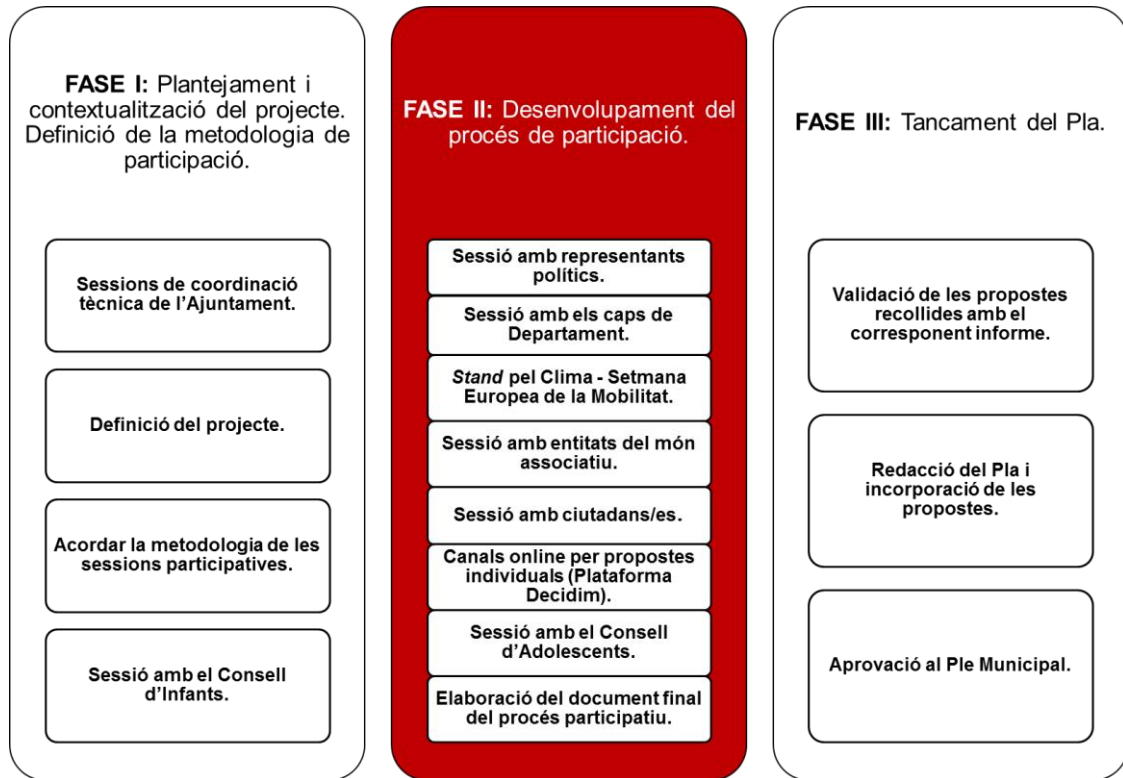 FASE I: Plantejament i
contextualització del projecte.
Definició de la metodologia de
participació.
Sessions de coordinació
tècnica de l'Ajuntament.
Definició del projecte.
Acordar la metodologia de les
sessions participatives.
Sessió amb el Consell
d'Infants.
FASE II: Desenvolupament del
procés de participació.
Sessió amb representants
polítics.
Sessió amb els caps de
Departament.
Stand pel Clima - Setmana
Europea de la Mobilitat.
Sessió amb entitats del món
associatiu.
Sessió amb ciutadans/es.
Canals online per propostes
individuals (Plataforma
Decidim).
Sessió amb el Consell
d'Adolescents.
Elaboració del document final
del procés participatiu.
FASE III: Tancament del Pla.
Validació de les propostes
recollides amb el
corresponent informe.
Redacció del Pla i
incorporació de les
propostes.
Aprovació al Ple Municipal.